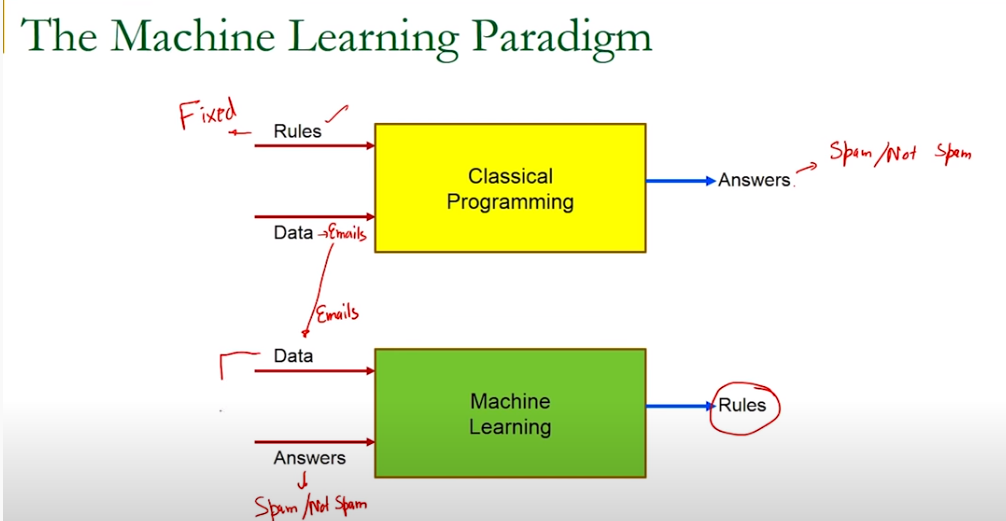 The Machine Learning Paradigm
Fixed
Rules
Classical
Programming
Answers
Spam/Not Spam
Data → Emails
Emails
Data
Machine
Learning
Rules
Answers
Spam/Not Spam